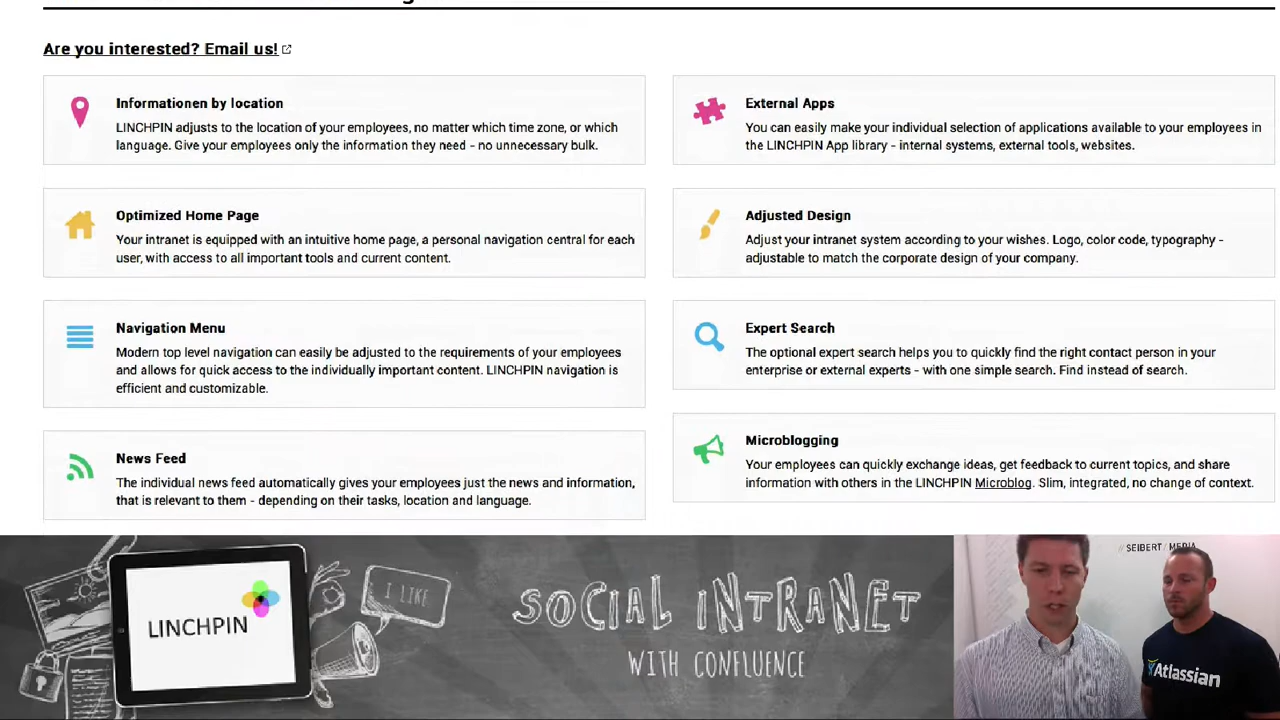 Are you interested? Email us!
Informationen by location
LINCHPIN adjusts to the location of your employees, no matter which time zone, or which
language. Give your employees only the information they need - no unnecessary bulk.
Optimized Home Page
Your intranet is equipped with an intuitive home page, a personal navigation central for each
user, with access to all important tools and current content.
Navigation Menu
Modern top level navigation can easily be adjusted to the requirements of your employees
and allows for quick access to the individually important content. LINCHPIN navigation is
efficient and customizable.
News Feed
The individual news feed automatically gives your employees just the news and information,
that is relevant to them - depending on their tasks, location and language.
External Apps
You can easily make your individual selection of applications available to your employees in
the LINCHPIN App library - internal systems, external tools, websites.
Adjusted Design
Adjust your intranet system according to your wishes. Logo, color code, typography -
adjustable to match the corporate design of your company.
Expert Search
The optional expert search helps you to quickly find the right contact person in your
enterprise or external experts - with one simple search. Find instead of search.
Microblogging
Your employees can quickly exchange ideas, get feedback to current topics, and share
information with others in the LINCHPIN Microblog. Slim, integrated, no change of context.
LINCHPIN
I LIKE
SOCIAL INTRANET
WITH CONFLUENCE
// SEIBERT / MEDIA
Atlassian